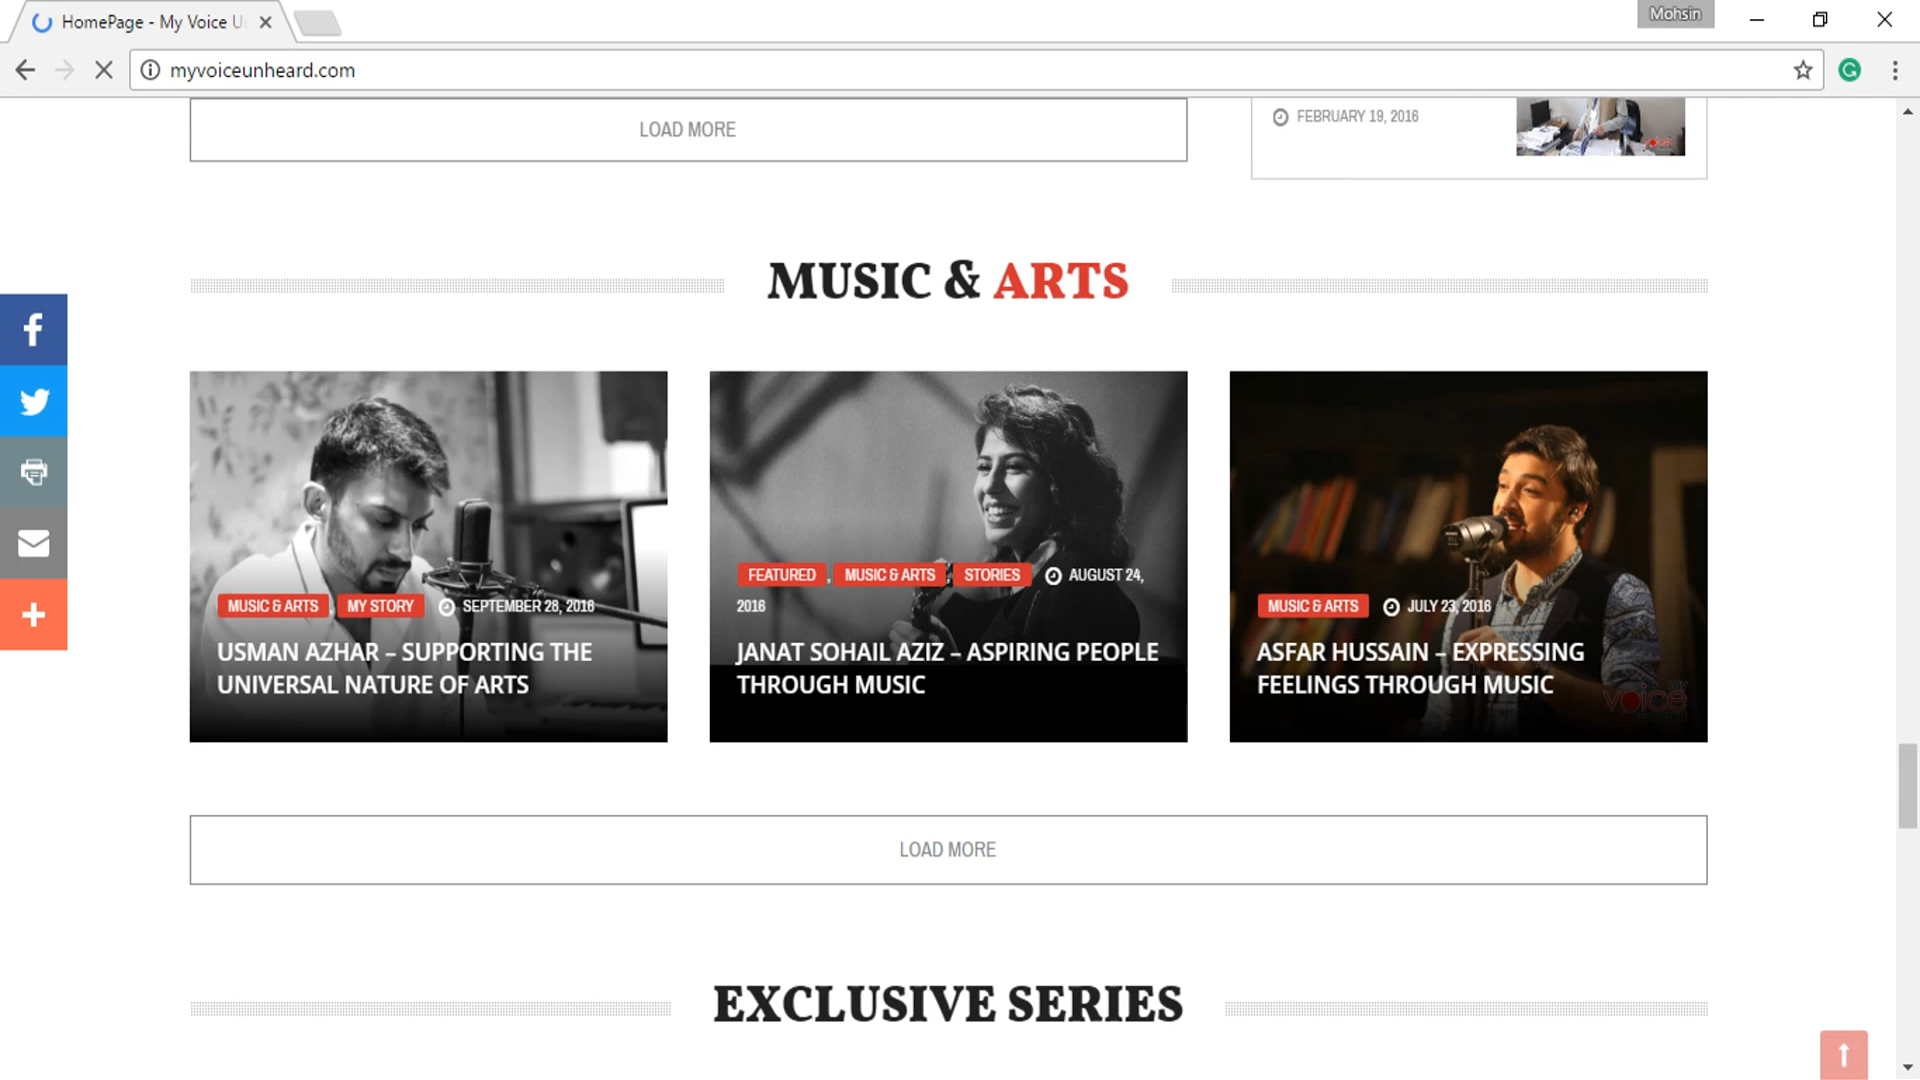 HomePage - My Voice U
Mohsin
myvoiceunheard.com
LOAD MORE
FEBRUARY 19, 2016
MUSIC & ARTS
MUSIC & ARTS , MY STORY SEPTEMBER 28, 2016
USMAN AZHAR – SUPPORTING THE
UNIVERSAL NATURE OF ARTS
FEATURED , MUSIC & ARTS , STORIES AUGUST 24,
2016
JANAT SOHAIL AZIZ – ASPIRING PEOPLE
THROUGH MUSIC
MUSIC & ARTS JULY 23, 2016
ASFAR HUSSAIN – EXPRESSING
FEELINGS THROUGH MUSIC
my
voice
LOAD MORE
EXCLUSIVE SERIES